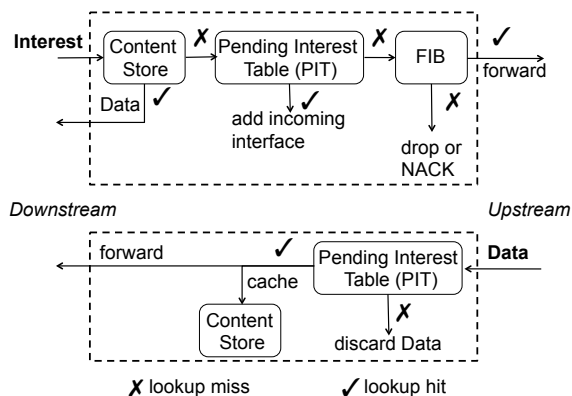 Interest
Content
Store
✗
Pending Interest
Table (PIT)
✗
FIB
✓
forward
Data
✓
✓
add incoming
interface
✗
drop or
NACK
Downstream
Upstream
forward
✓
cache
Pending Interest
Table (PIT)
Data
Content
Store
✗
discard Data
✗ lookup miss
✓ lookup hit